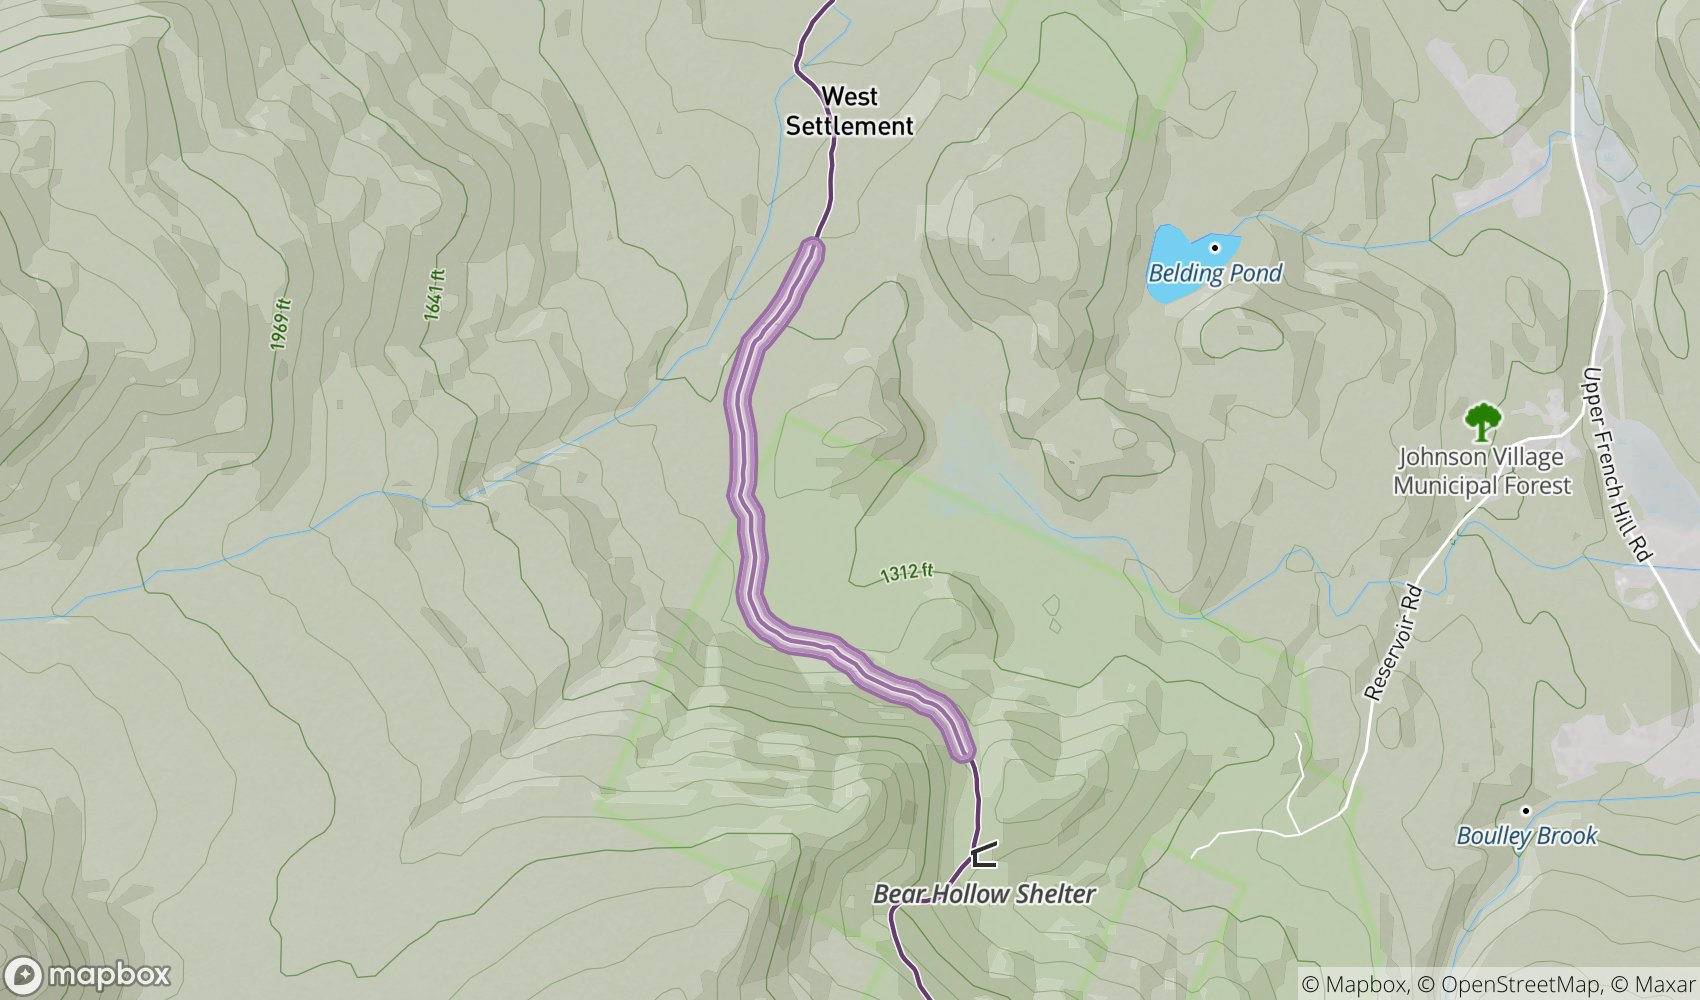 West
Settlement
1969 ft
1641 ft
Belding Pond
Upper French Hill Rd
Johnson Village
Municipal Forest
1312 ft
Reservoir Rd
Boulley Brook
Bear Hollow Shelter
mapbox
© Mapbox, © OpenStreetMap, © Maxar